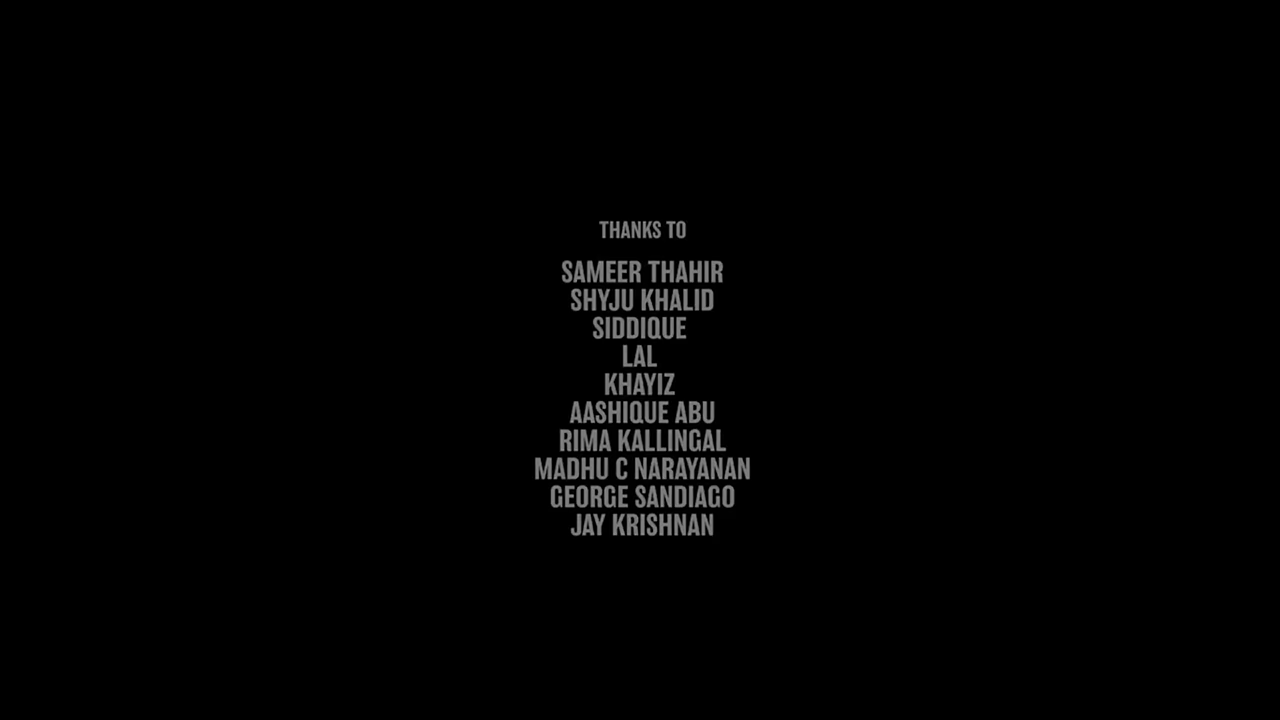 THANKS TO
SAMEER THAHIR
SHYJU KHALID
SIDDIQUE
LAL
KHAYIZ
AASHIQUE ABU
RIMA KALLINGAL
MADHU C NARAYANAN
GEORGE SANDIAGO
JAY KRISHNAN